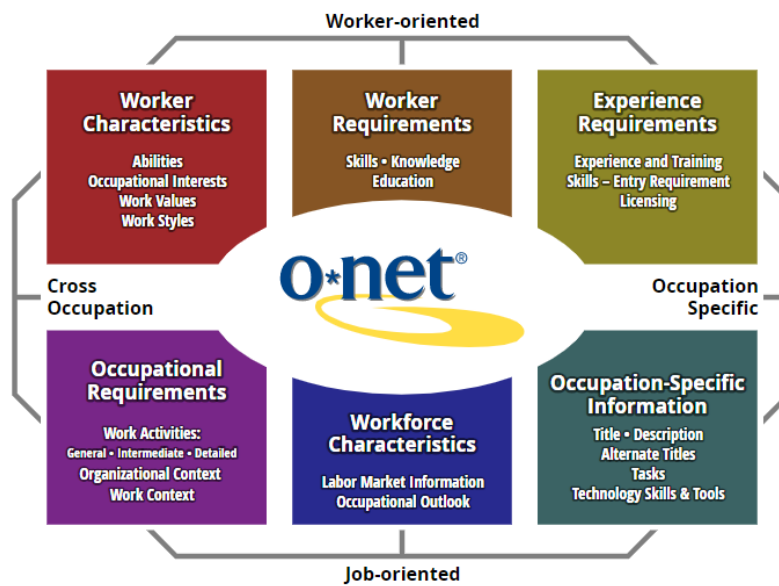 Worker-oriented
Worker
Characteristics
Abilities
Occupational Interests
Work Values
Work Styles
Worker
Requirements
Skills • Knowledge
Education
Experience
Requirements
Experience and Training
Skills – Entry Requirement
Licensing
Cross
Occupation
o*net®
Occupation
Specific
Occupational
Requirements
Work Activities:
General • Intermediate • Detailed
Organizational Context
Work Context
Workforce
Characteristics
Labor Market Information
Occupational Outlook
Occupation-Specific
Information
Title • Description
Alternate Titles
Tasks
Technology Skills & Tools
Job-oriented